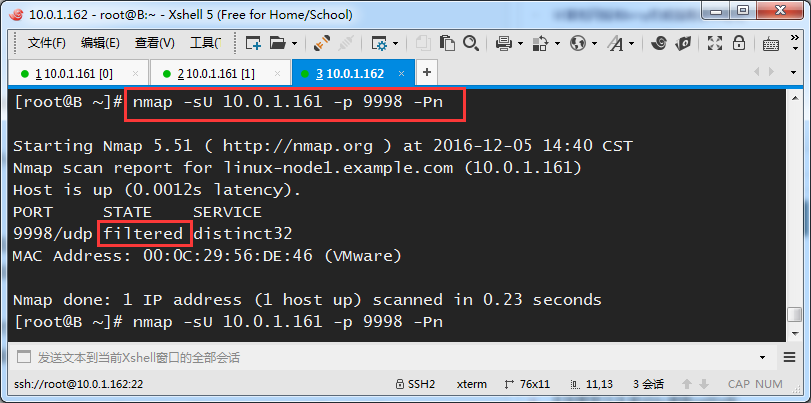 10.0.1.162 - root@B:~ - Xshell 5 (Free for Home/School)
文件(F) 编辑(E) 查看(V) 工具(
1 10.0.1.161 [0] × 2 10.0.1.161 [1] × 3 10.0.1.162 × +
[root@B ~]# nmap -sU 10.0.1.161 -p 9998 -Pn
Starting Nmap 5.51 ( http://nmap.org ) at 2016-12-05 14:40 CST
Nmap scan report for linux-node1.example.com (10.0.1.161)
Host is up (0.0012s latency).
PORT STATE SERVICE
9998/udp filtered distinct32
MAC Address: 00:0C:29:56:DE:46 (VMware)
Nmap done: 1 IP address (1 host up) scanned in 0.23 seconds
[root@B ~]# nmap -sU 10.0.1.161 -p 9998 -Pn
发送文本到当前Xshell窗口的全部会话
ssh://root@10.0.1.162:22 SSH2 xterm 76x11 11,13 3 会话 CAP NUM